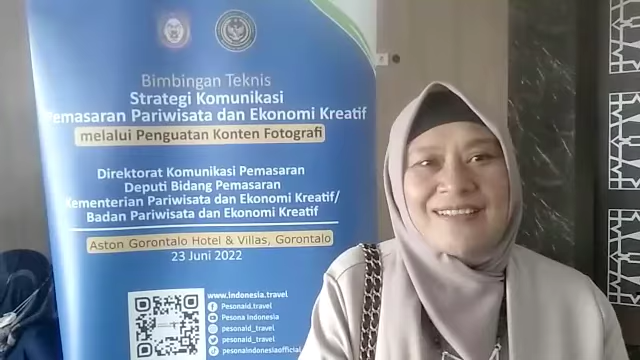 Bimbingan Teknis
Strategi Komunikasi
Pemasaran Pariwisata dan Ekonomi Kreatif
melalui Penguatan Konten Fotografi
Direktorat Komunikasi Pemasaran
Deputi Bidang Pemasaran
Kementerian Pariwisata dan Ekonomi Kreatif/
Badan Pariwisata dan Ekonomi Kreatif
Aston Gorontalo Hotel & Villas, Gorontalo
23 Juni 2022
www.indonesia.travel
Pesonaid.travel
Pesona Indonesia
pesonaid_travel
pesonaid_travel
pesonaindonesiaofficial